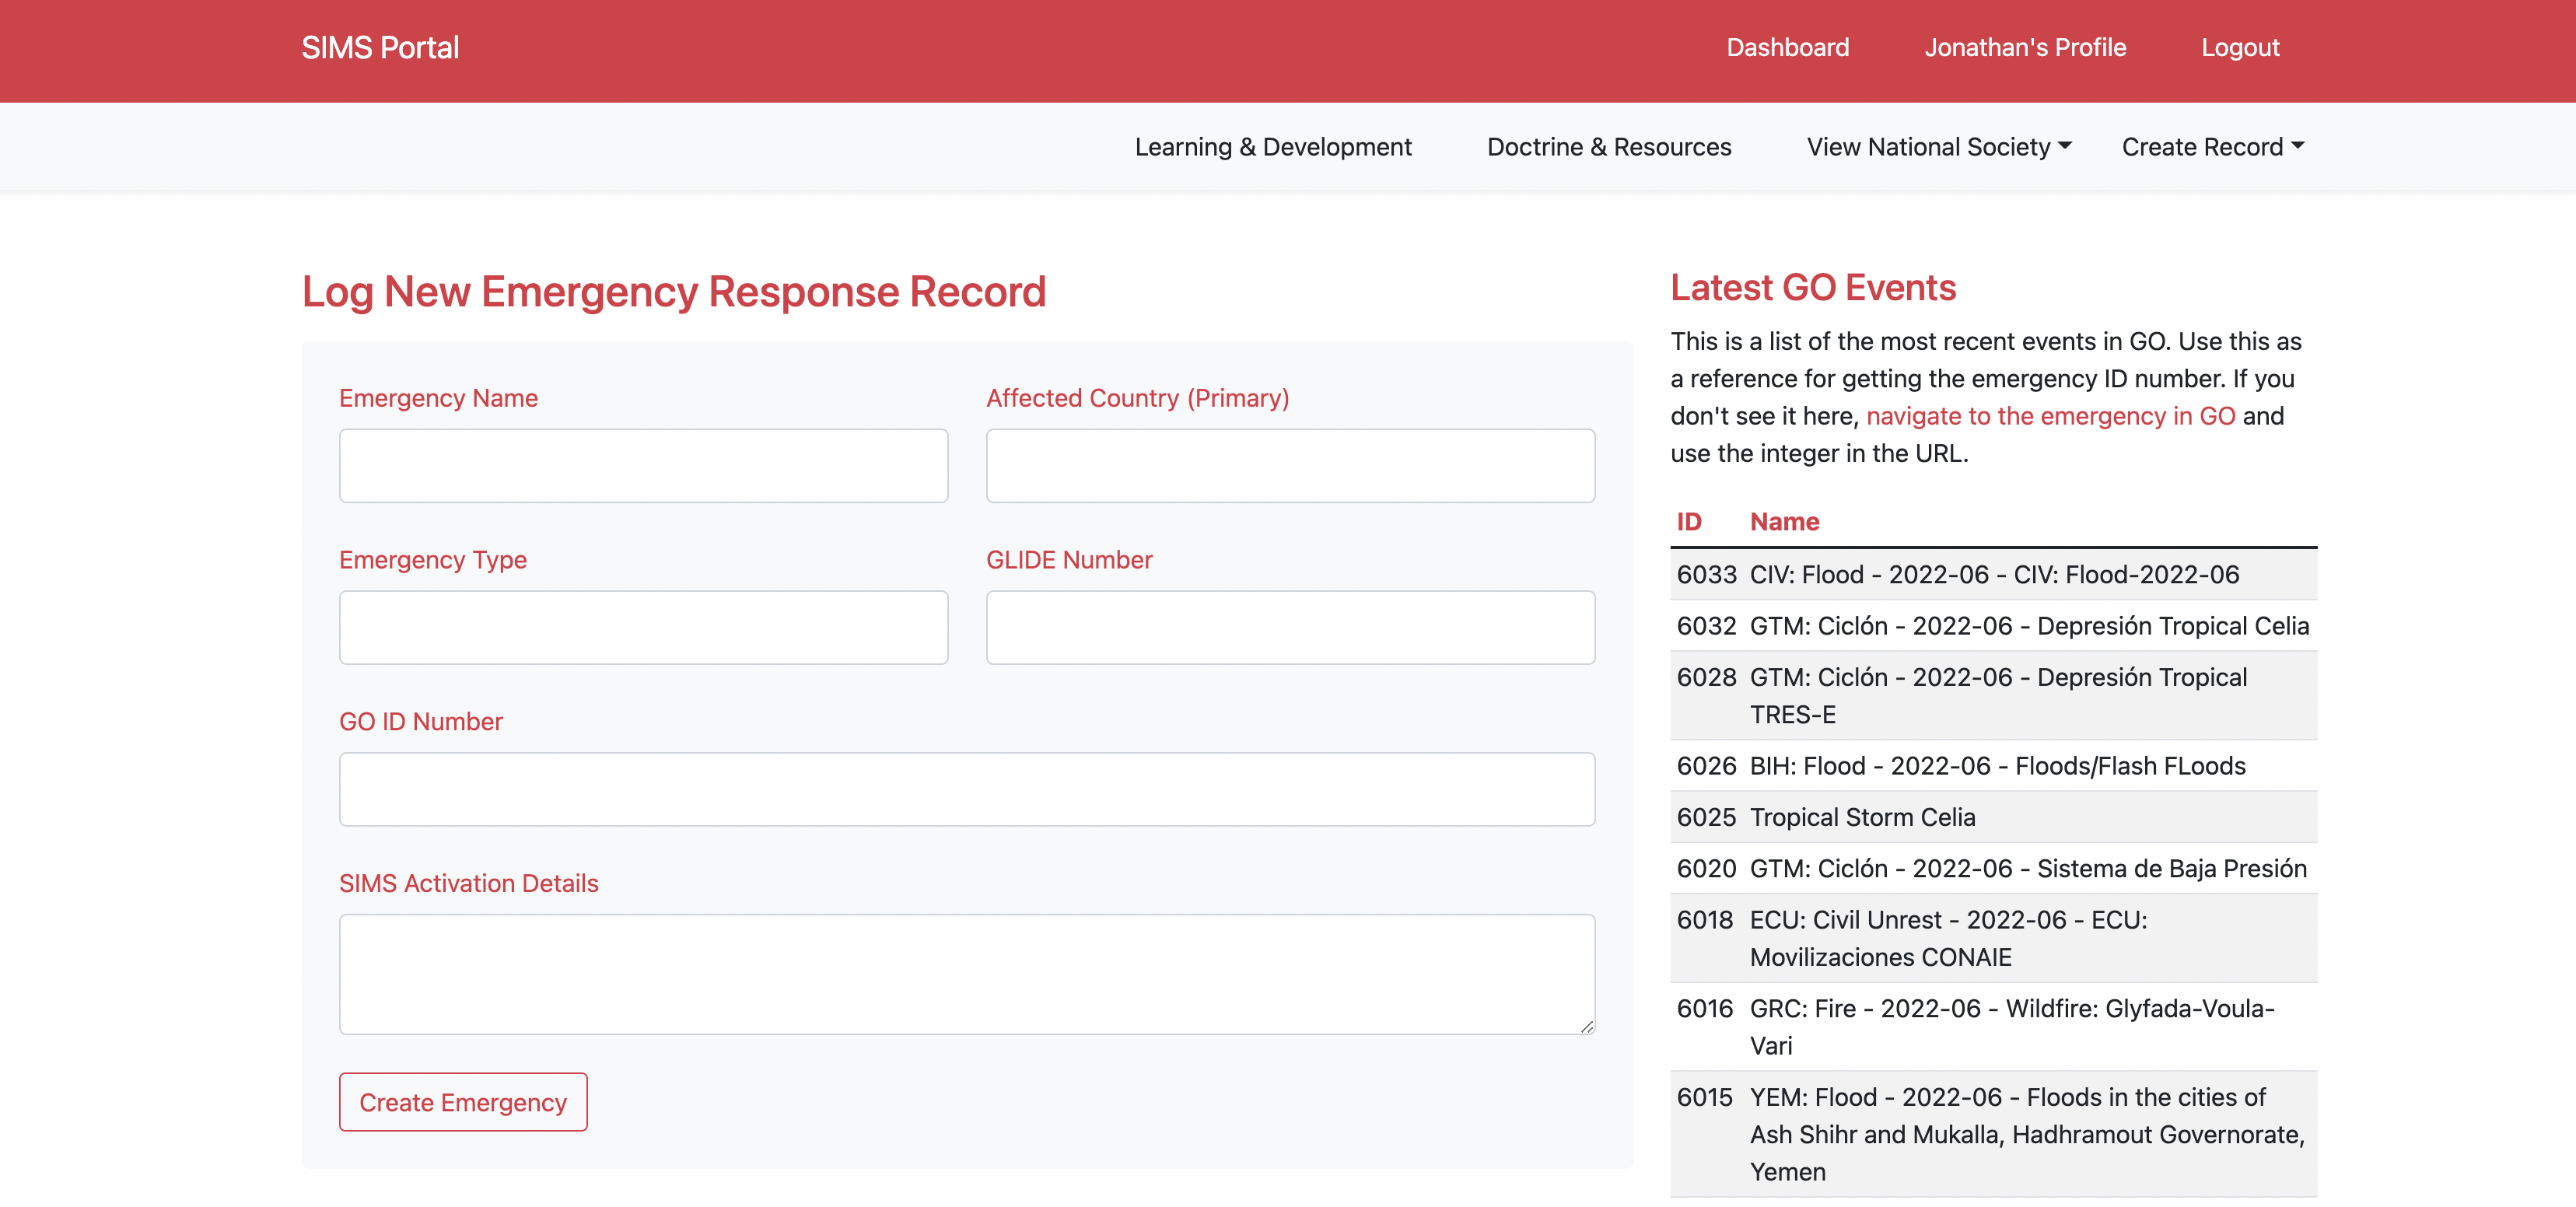 SIMS Portal
Dashboard
Jonathan's Profile
Logout
Learning & Development
Doctrine & Resources
View National Society
Create Record
Log New Emergency Response Record
Emergency Name
Affected Country (Primary)
Emergency Type
GLIDE Number
GO ID Number
SIMS Activation Details
Create Emergency
Latest GO Events
This is a list of the most recent events in GO. Use this as
a reference for getting the emergency ID number. If you
don't see it here, navigate to the emergency in GO and
use the integer in the URL.
ID Name
6033 CIV: Flood - 2022-06 - CIV: Flood-2022-06
6032 GTM: Ciclón - 2022-06 - Depresión Tropical Celia
6028 GTM: Ciclón - 2022-06 - Depresión Tropical
TRES-E
6026 BIH: Flood - 2022-06 - Floods/Flash FLoods
6025 Tropical Storm Celia
6020 GTM: Ciclón - 2022-06 - Sistema de Baja Presión
6018 ECU: Civil Unrest - 2022-06 - ECU:
Movilizaciones CONAIE
6016 GRC: Fire - 2022-06 - Wildfire: Glyfada-Voula-
Vari
6015 YEM: Flood - 2022-06 - Floods in the cities of
Ash Shihr and Mukalla, Hadhramout Governorate,
Yemen